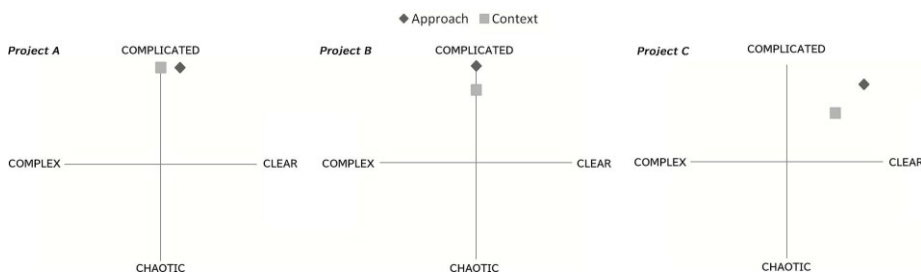 Approach Context
Project A COMPLICATED
COMPLEX CLEAR
CHAOTIC
Project B COMPLICATED
COMPLEX CLEAR
CHAOTIC
Project C COMPLICATED
COMPLEX CLEAR
CHAOTIC